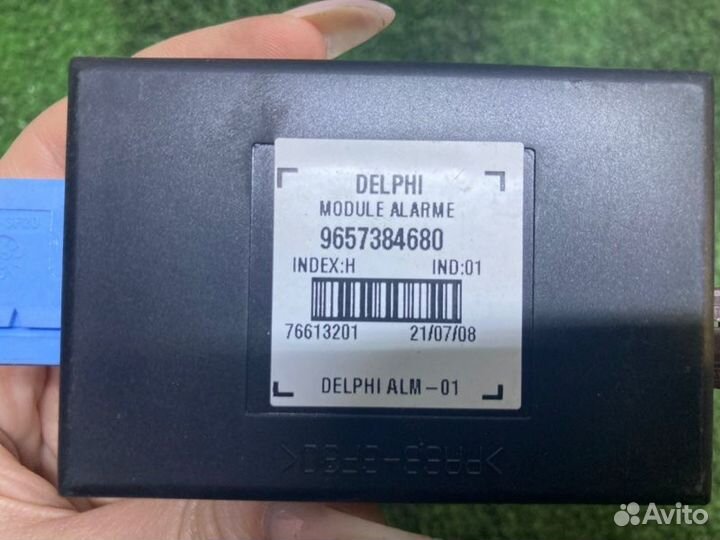 DELPHI
MODULE ALARME
9657384680
INDEX:H IND:01
76613201 21/07/08
DELPHI ALM-01
Avito